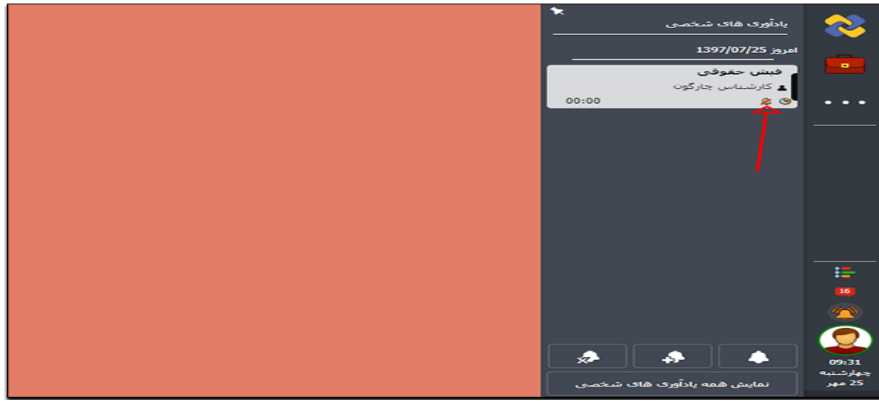 یادآوری های شخصی
امروز 1397/07/25
فیش حقوقی
کارشناس چارگون
00:00
16
09:31
چهارشنبه
25 مهر
نمایش همه یادآوری های شخصی